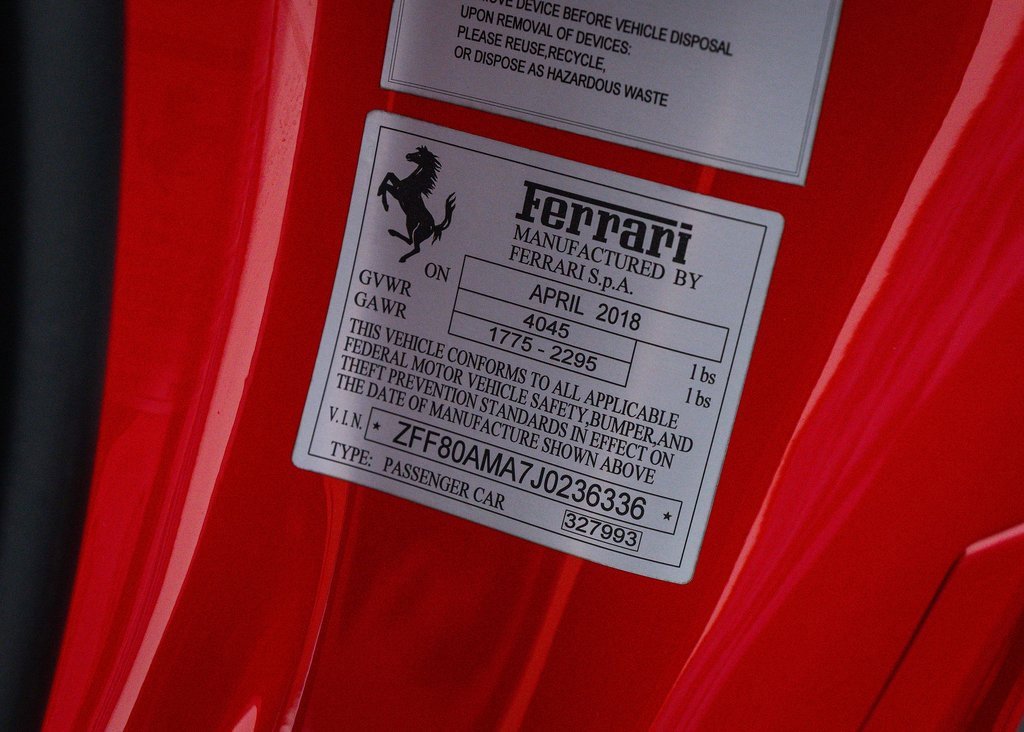 DEVICE BEFORE VEHICLE DISPOSAL
UPON REMOVAL OF DEVICES:
PLEASE REUSE,RECYCLE,
OR DISPOSE AS HAZARDOUS WASTE
Ferrari
MANUFACTURED BY
FERRARI S.p.A.
ON APRIL 2018
GVWR 4045 lbs
GAWR 1775 - 2295 lbs
THIS VEHICLE CONFORMS TO ALL APPLICABLE
FEDERAL MOTOR VEHICLE SAFETY,BUMPER,AND
THEFT PREVENTION STANDARDS IN EFFECT ON
THE DATE OF MANUFACTURE SHOWN ABOVE
V.I.N. * ZFF80AMA7J0236336 *
TYPE: PASSENGER CAR 327993